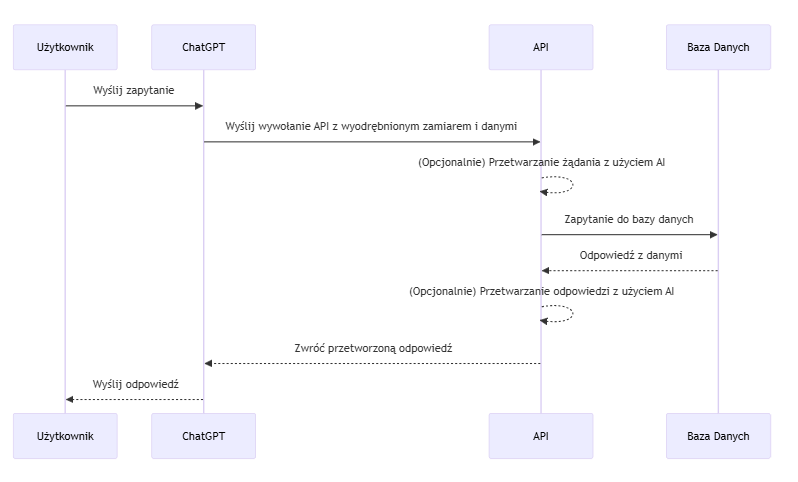 Użytkownik
ChatGPT
API
Baza Danych
Wyślij zapytanie
Wyślij wywołanie API z wyodrębnionym zamiarem i danymi
(Opcjonalnie) Przetwarzanie żądania z użyciem AI
Zapytanie do bazy danych
Odpowiedź z danymi
(Opcjonalnie) Przetwarzanie odpowiedzi z użyciem AI
Zwróć przetworzoną odpowiedź
Wyślij odpowiedź
Użytkownik
ChatGPT
API
Baza Danych